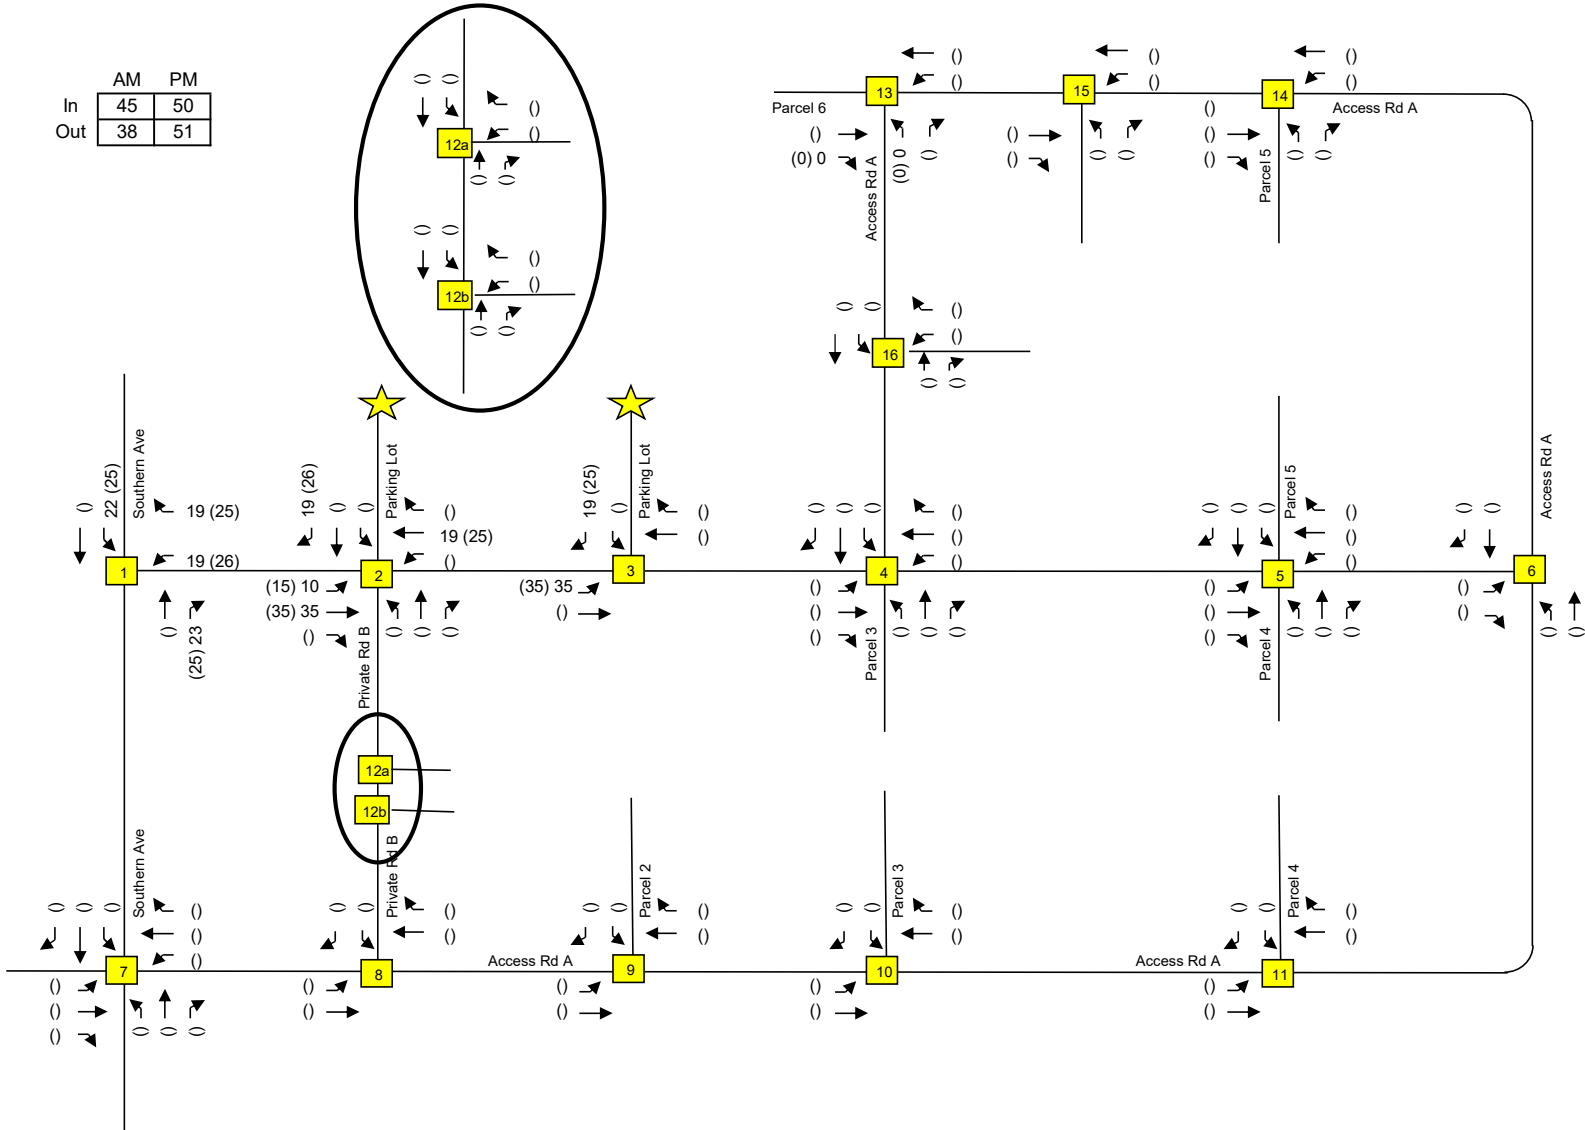 AM PM
In 45 50
Out 38 51
() ()
()
()
12a
() ()
() ()
()
()
12b
() ()
()
()
13
Parcel 6
()
(0) 0
(0) 0 ()
Access Rd A
()
()
15
()
()
() ()
()
()
14
Access Rd A
()
()
()
() ()
Parcel 5
() ()
()
()
16
() ()
() 22 (25)
Southern Ave
19 (25)
19 (26)
1
() (25) 23
19 (26) () ()
Parking Lot
()
19 (25)
()
2
(15) 10
(35) 35
()
() () ()
Private Rd B
19 (25) ()
Parking Lot
()
()
3
(35) 35
()
() () ()
()
()
()
4
()
()
()
() () ()
Parcel 3
() () ()
Parcel 5
()
()
()
5
()
()
()
() () ()
Parcel 4
() ()
Access Rd A
6
()
()
() ()
12a
12b
() () ()
Southern Ave
()
()
()
7
()
()
()
() () ()
() ()
Private Rd B
()
()
8
()
()
Access Rd A
() ()
Parcel 2
()
()
9
()
()
() ()
Parcel 3
()
()
10
()
()
Access Rd A
() ()
Parcel 4
()
()
11
()
()